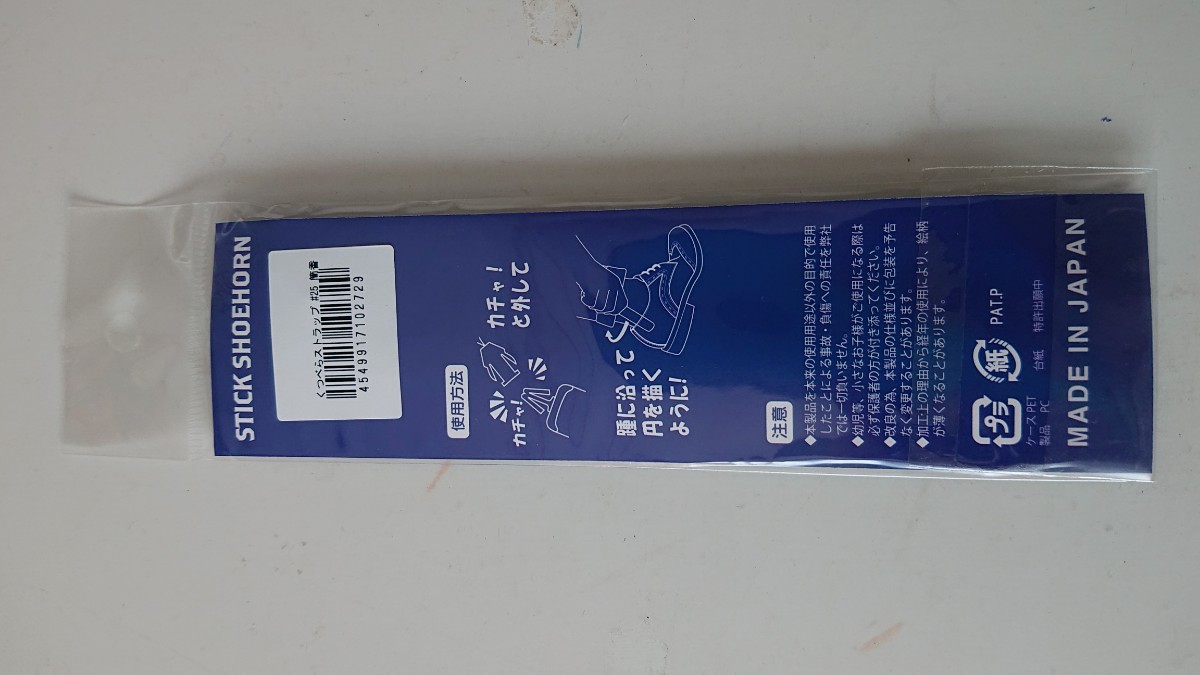 STICK SHOEHORN
くつべらストラップ #25 筒香
4549917102729
使用方法
カチャ!
カチャ!
と外して
踵に沿って
円を描く
ように!
注意
◆本製品を本来の使用用途以外の目的で使用
したことによる事故・負傷への責任を弊社
では一切負いません。
◆幼児等、小さなお子様がご使用になる際は
必ず保護者の方が付き添ってください。
◆改良の為、本製品の仕様並びに包装を予告
なく変更することがあります。
◆加工上の理由から経年の使用により、絵柄
が薄くなることがあります。
プラ
紙
PAT.P
ケース PET
製品 PC
台紙
特許出願中
MADE IN JAPAN